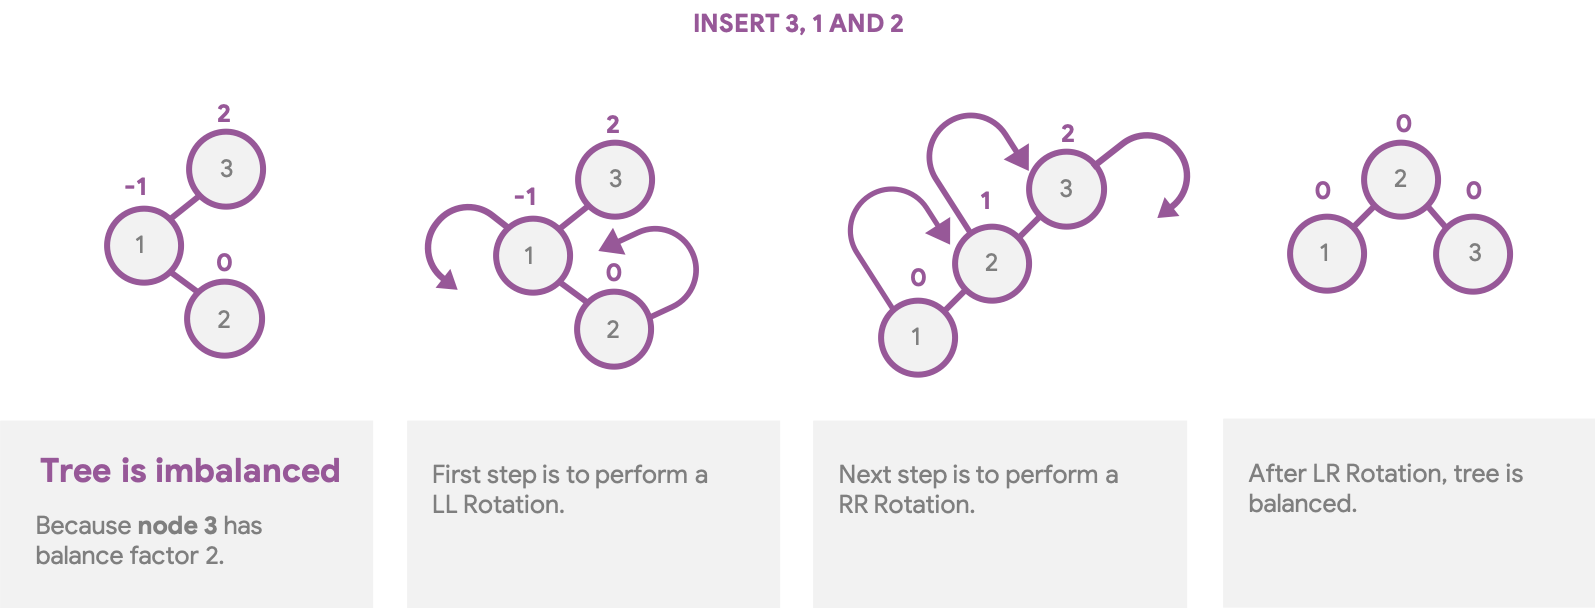 INSERT 3, 1 AND 2
2
3
-1
1
0
2
2
3
-1
1
0
2
2
3
1
2
0
1
0
2
0
1
0
3
Tree is imbalanced
Because node 3 has
balance factor 2.
First step is to perform a
LL Rotation.
Next step is to perform a
RR Rotation.
After LR Rotation, tree is
balanced.